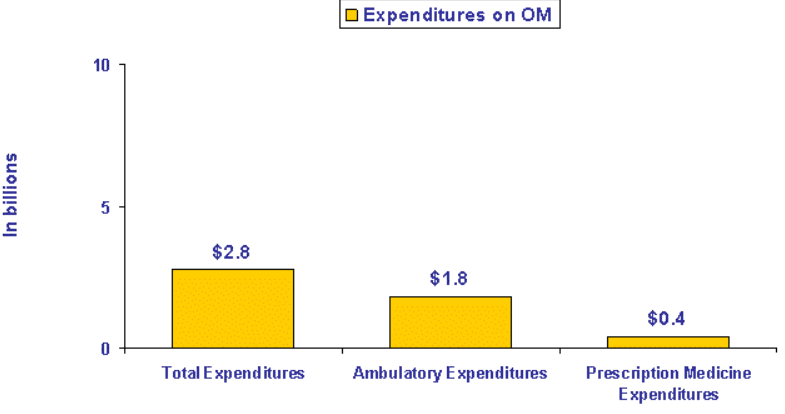 Expenditures on OM
In billions
10
5
0
$2.8
$1.8
$0.4
Total Expenditures
Ambulatory Expenditures
Prescription Medicine
Expenditures